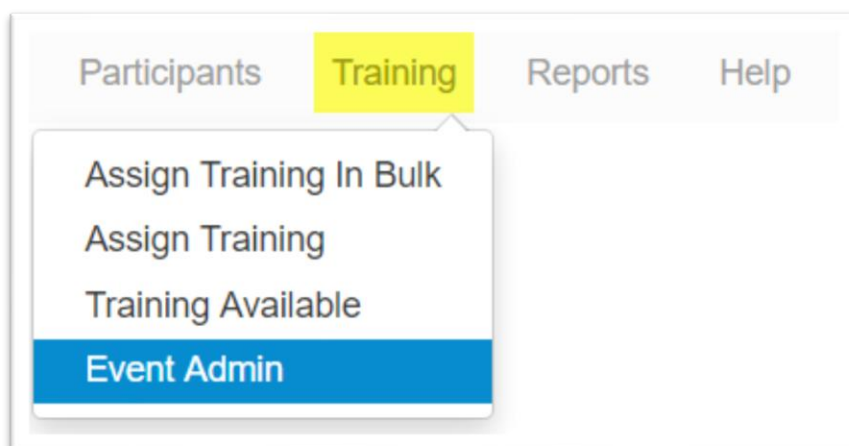 Participants Training Reports Help
Assign Training In Bulk
Assign Training
Training Available
Event Admin